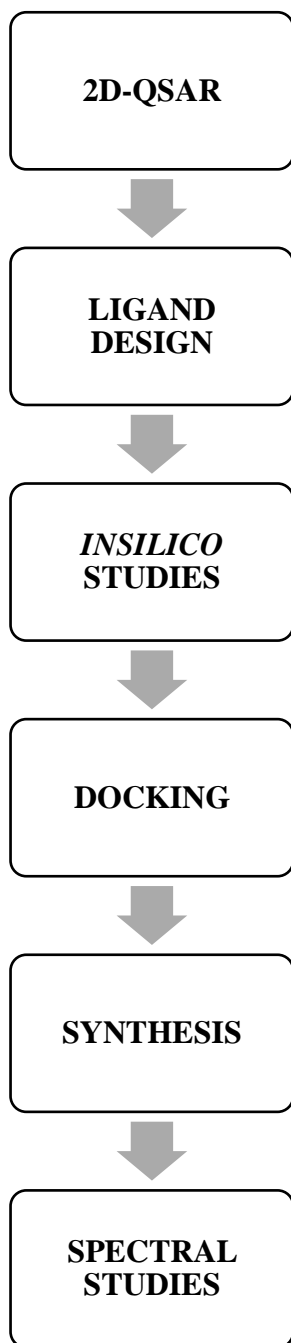 2D-QSAR
LIGAND
DESIGN
INSILICO
STUDIES
DOCKING
SYNTHESIS
SPECTRAL
STUDIES